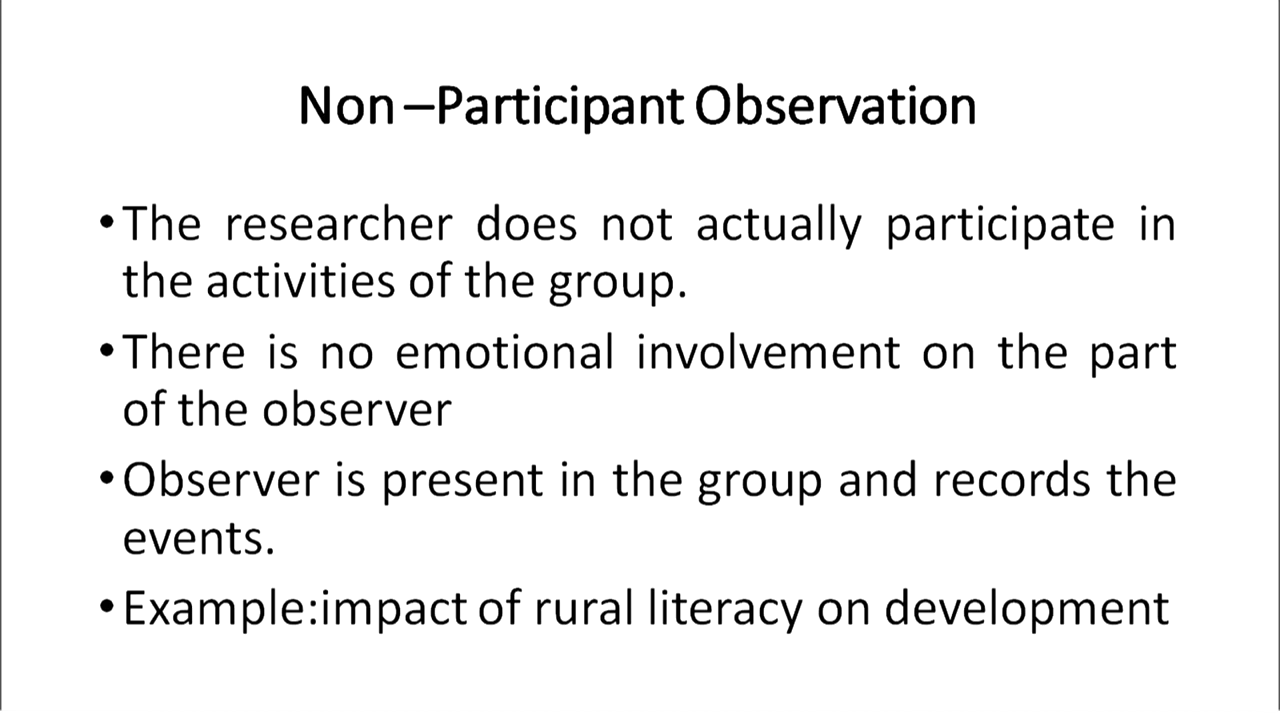 Non –Participant Observation
•The researcher does not actually participate in
the activities of the group.
•There is no emotional involvement on the part
of the observer
•Observer is present in the group and records the
events.
•Example:impact of rural literacy on development